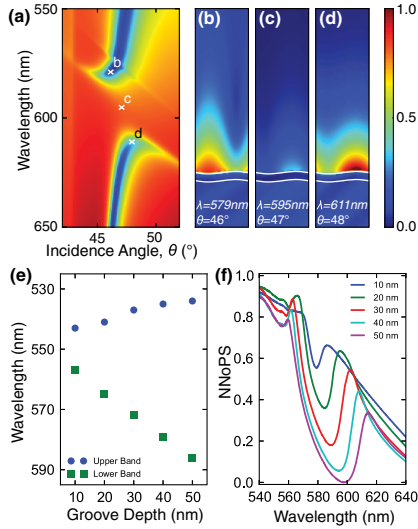 (a)
(b)
(c)
(d)
550
600
650
Wavelength (nm)
b
c
d
45
50
Incidence Angle, θ (°)
λ=579nm
θ=46°
λ=595nm
θ=47°
λ=611nm
θ=48°
1.0
0.8
0.6
0.4
0.2
0.0
(e)
530
550
570
590
Wavelength (nm)
Upper Band
Lower Band
10 20 30 40 50
Groove Depth (nm)
(f)
1.0
0.8
0.6
0.4
0.2
0.0
NNoPS
10 nm
20 nm
30 nm
40 nm
50 nm
540 560 580 600 620 640
Wavelength (nm)